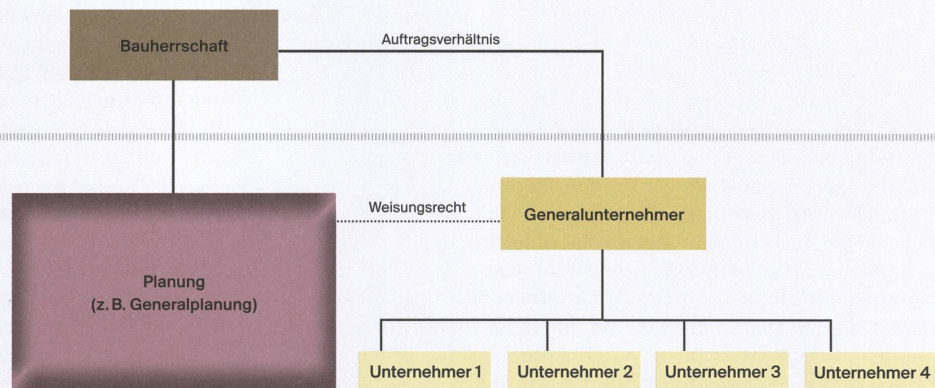 Bauherrschaft
Auftragsverhältnis
Weisungsrecht
Generalunternehmer
Planung
(z. B. Generalplanung)
Unternehmer 1
Unternehmer 2
Unternehmer 3
Unternehmer 4